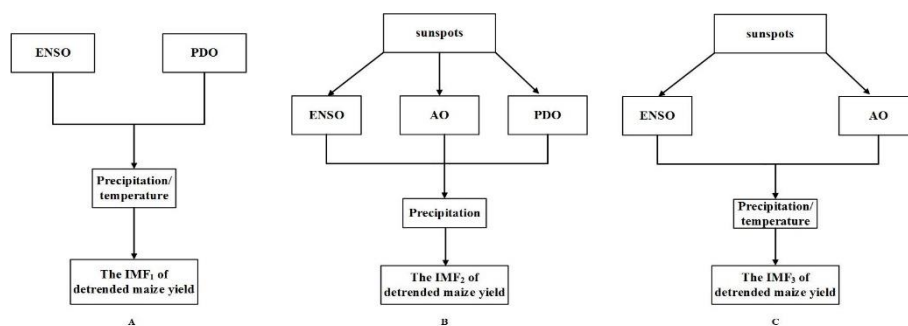 ENSO
PDO
Precipitation/
temperature
The IMF₁ of
detrended maize yield
A
sunspots
ENSO
AO
PDO
Precipitation
The IMF₂ of
detrended maize yield
B
sunspots
ENSO
AO
Precipitation/
temperature
The IMF₃ of
detrended maize yield
C